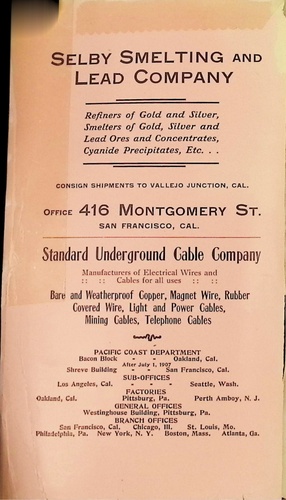 SELBY SMELTING AND
LEAD COMPANY
Refiners of Gold and Silver,
Smelters of Gold, Silver and
Lead Ores and Concentrates,
Cyanide Precipitates, Etc. . .
CONSIGN SHIPMENTS TO VALLEJO JUNCTION, CAL.
OFFICE 416 MONTGOMERY ST.
SAN FRANCISCO, CAL.
Standard Underground Cable Company
Manufacturers of Electrical Wires and
:: :: Cables for all uses :: ::
Bare and Weatherproof Copper, Magnet Wire, Rubber
Covered Wire, Light and Power Cables,
Mining Cables, Telephone Cables
PACIFIC COAST DEPARTMENT
Bacon Block - - Oakland, Cal.
After July 1, 1907
Shreve Building - - San Francisco, Cal.
SUB-OFFICES
Los Angeles, Cal. - - Seattle, Wash.
FACTORIES
Oakland, Cal. Pittsburg, Pa. Perth Amboy, N. J.
GENERAL OFFICES
Westinghouse Building, Pittsburg, Pa.
BRANCH OFFICES
San Francisco, Cal. Chicago, Ill. St. Louis, Mo.
Philadelphia, Pa. New York, N. Y. Boston, Mass. Atlanta, Ga.